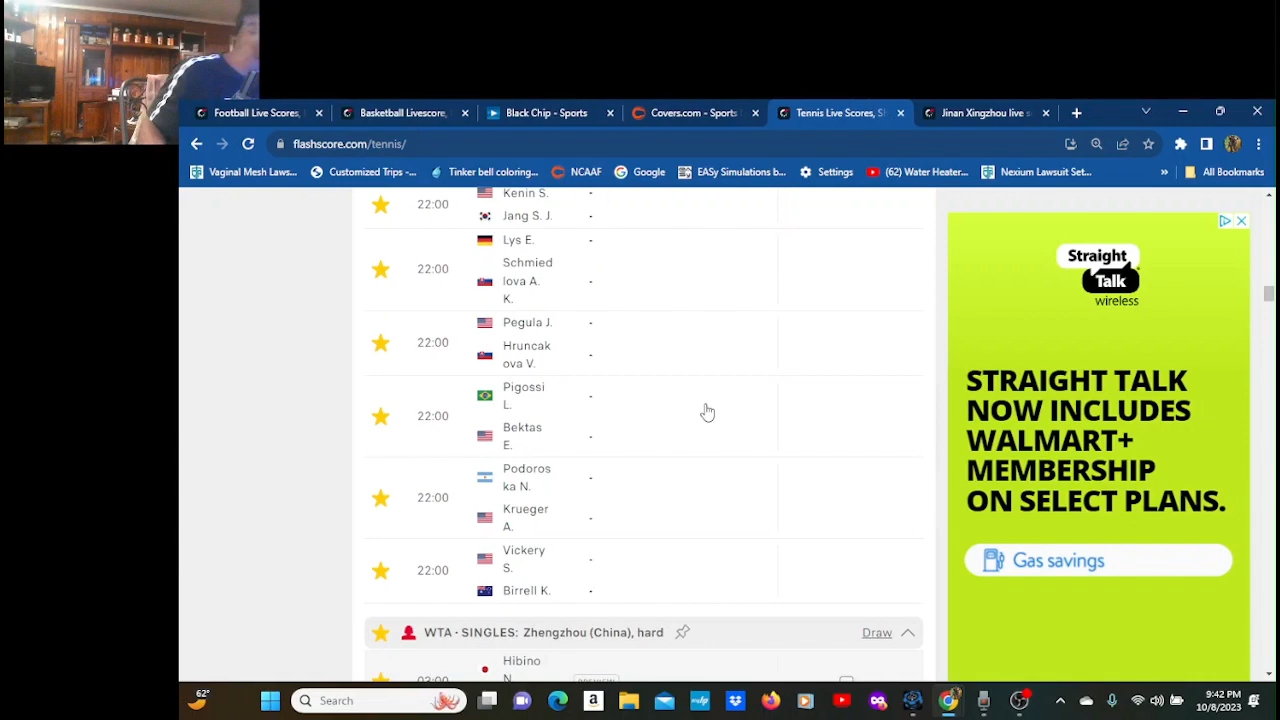 Football Live Scores,
Basketball Livescore,
Black Chip - Sports
Covers.com - Sports
Tennis Live Scores, S
Jinan Xingzhou live s
flashscore.com/tennis/
Vaginal Mesh Laws...
Customized Trips -...
Tinker bell coloring...
NCAAF
Google
EASy Simulations b...
Settings
(62) Water Heater...
Nexium Lawsuit Set...
»
All Bookmarks
22:00
Kenin S. -
Jang S. J. -
22:00
Lys E. -
Schmied
lova A. -
K.
22:00
Pegula J. -
Hruncak
ova V. -
22:00
Pigossi
L. -
Bektas
E. -
22:00
Podoros
ka N. -
Krueger
A. -
22:00
Vickery
S. -
Birrell K. -
WTA - SINGLES: Zhengzhou (China), hard
Draw
03:00
Hibino
N.
PREVIEW
Straight
Talk
wireless
STRAIGHT TALK
NOW INCLUDES
WALMART+
MEMBERSHIP
ON SELECT PLANS.
Gas savings
62°
Search
9:42 PM
10/8/2023